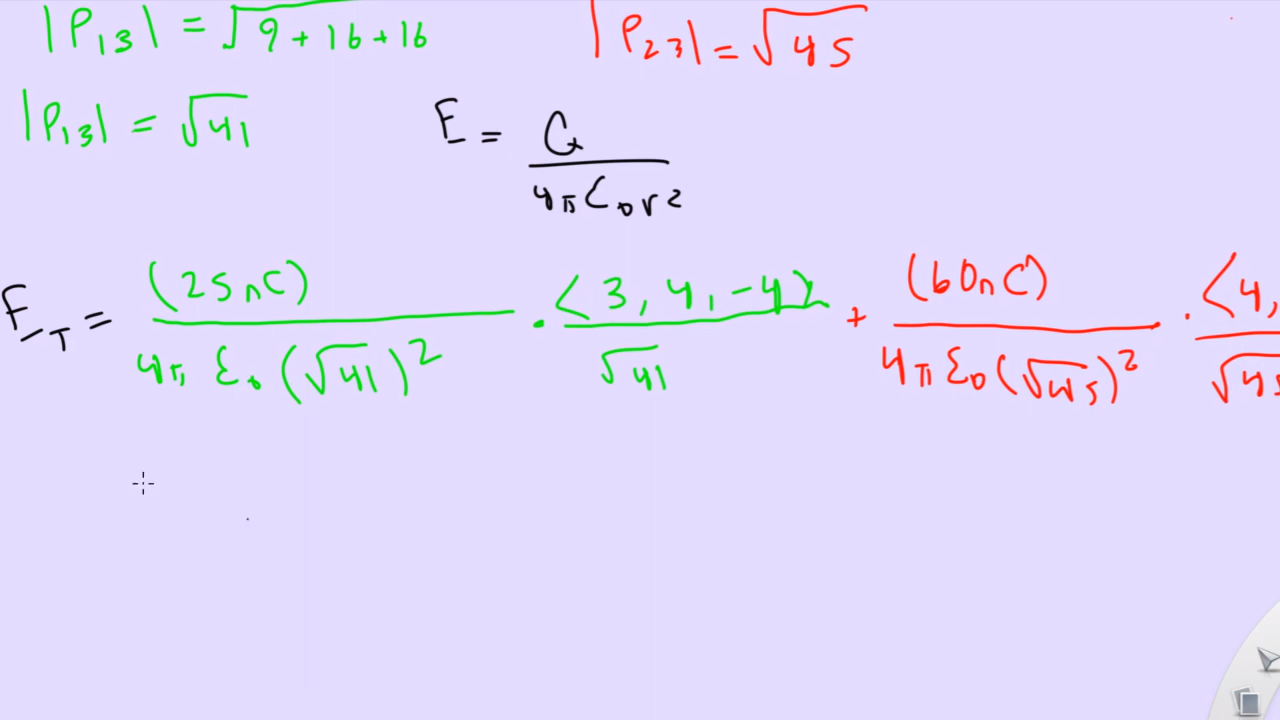 |P₁₃| = √9+16+16
|P₂₃| = √45
|P₁₃| = √41
E = Q / 4πε₀r²
E_T = (25nC) / 4πε₀(√41)² · <3, 4, -4> / √41 + (60nC) / 4πε₀(√45)² · <4, / √45